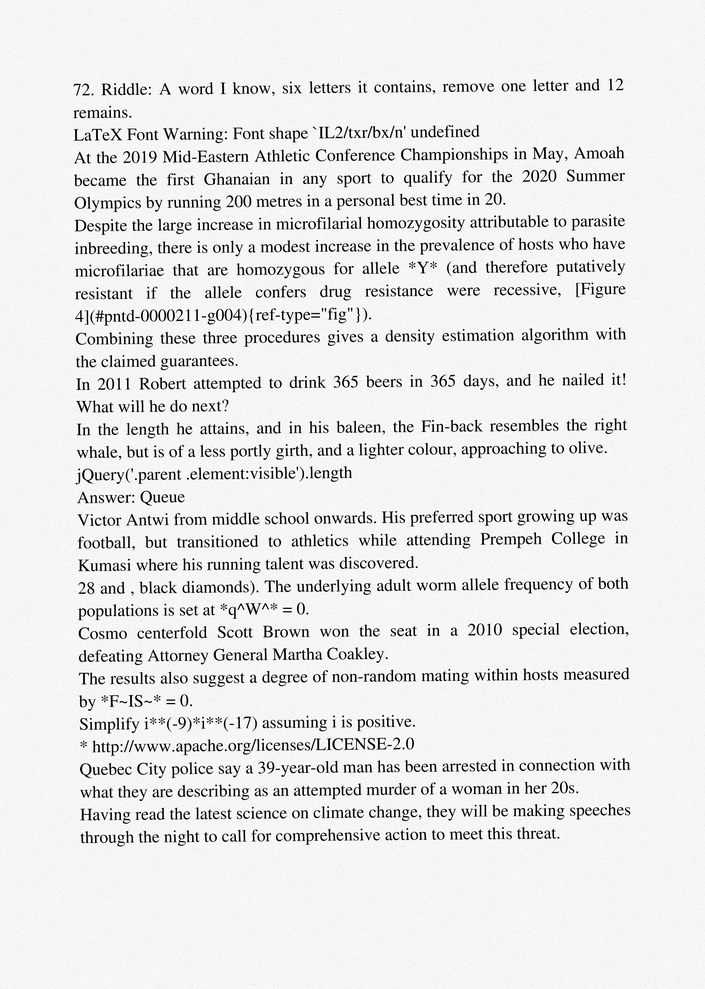 72. Riddle: A word I know, six letters it contains, remove one letter and 12
remains.
LaTeX Font Warning: Font shape `IL2/txr/bx/n' undefined
At the 2019 Mid-Eastern Athletic Conference Championships in May, Amoah
became the first Ghanaian in any sport to qualify for the 2020 Summer
Olympics by running 200 metres in a personal best time in 20.
Despite the large increase in microfilarial homozygosity attributable to parasite
inbreeding, there is only a modest increase in the prevalence of hosts who have
microfilariae that are homozygous for allele *Y* (and therefore putatively
resistant if the allele confers drug resistance were recessive, [Figure
4](#pntd-0000211-g004){ref-type="fig"}).
Combining these three procedures gives a density estimation algorithm with
the claimed guarantees.
In 2011 Robert attempted to drink 365 beers in 365 days, and he nailed it!
What will he do next?
In the length he attains, and in his baleen, the Fin-back resembles the right
whale, but is of a less portly girth, and a lighter colour, approaching to olive.
jQuery('.parent .element:visible').length
Answer: Queue
Victor Antwi from middle school onwards. His preferred sport growing up was
football, but transitioned to athletics while attending Prempeh College in
Kumasi where his running talent was discovered.
28 and , black diamonds). The underlying adult worm allele frequency of both
populations is set at *q^W^* = 0.
Cosmo centerfold Scott Brown won the seat in a 2010 special election,
defeating Attorney General Martha Coakley.
The results also suggest a degree of non-random mating within hosts measured
by *F~IS~* = 0.
Simplify i**(-9)*i**(-17) assuming i is positive.
* http://www.apache.org/licenses/LICENSE-2.0
Quebec City police say a 39-year-old man has been arrested in connection with
what they are describing as an attempted murder of a woman in her 20s.
Having read the latest science on climate change, they will be making speeches
through the night to call for comprehensive action to meet this threat.